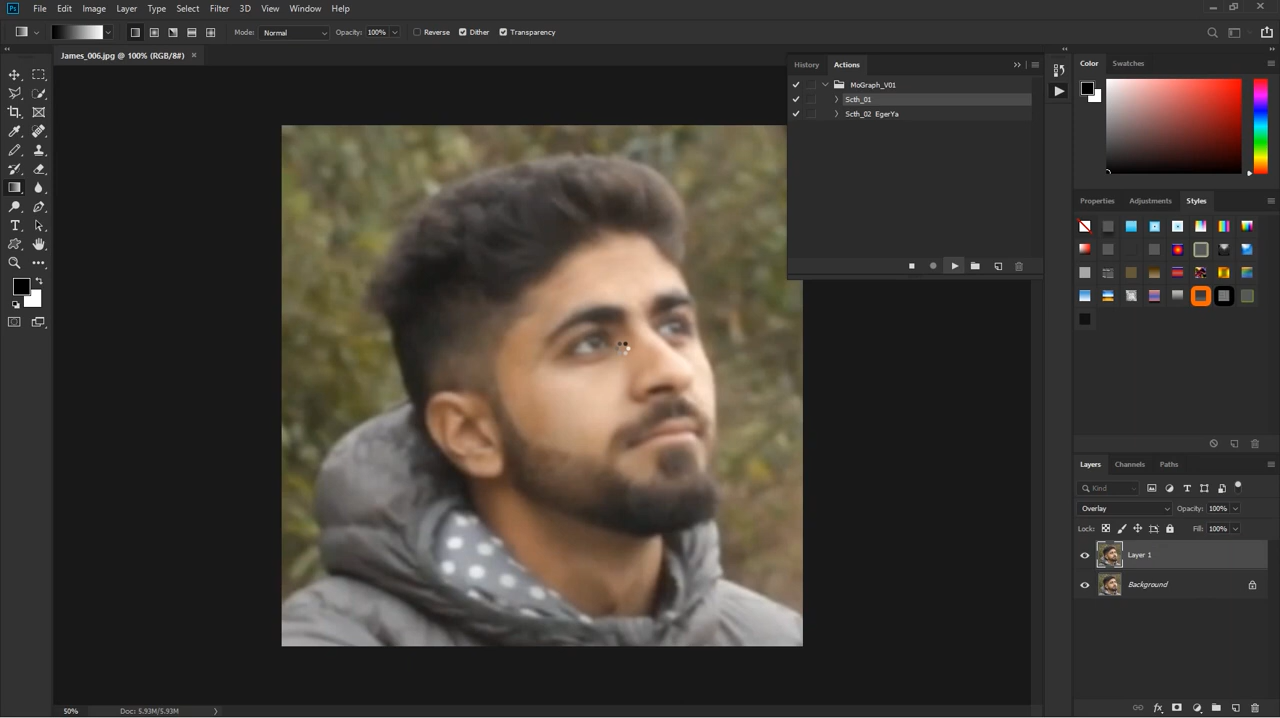 Ps File Edit Image Layer Type Select Filter 3D View Window Help
Mode: Normal Opacity: 100% Reverse Dither Transparency
James_006.jpg @ 100% (RGB/8#) ×
History Actions
MoGraph_V01
Scth_01
Scth_02 EgerYa
Color Swatches
Properties Adjustments Styles
Layers Channels Paths
Kind
Overlay Opacity: 100%
Lock: Fill: 100%
Layer 1
Background
50% Doc: 5.93M/5.93M